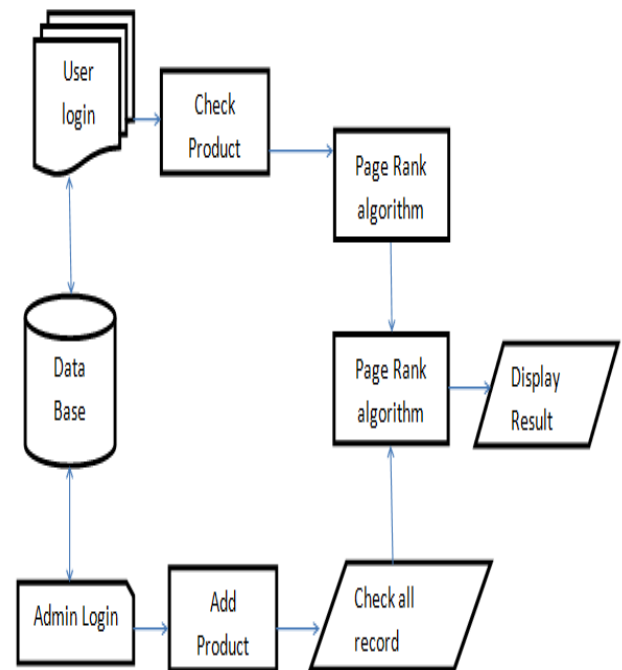 User
login
Check
Product
Page Rank
algorithm
Data
Base
Page Rank
algorithm
Display
Result
Admin Login
Add
Product
Check all
record